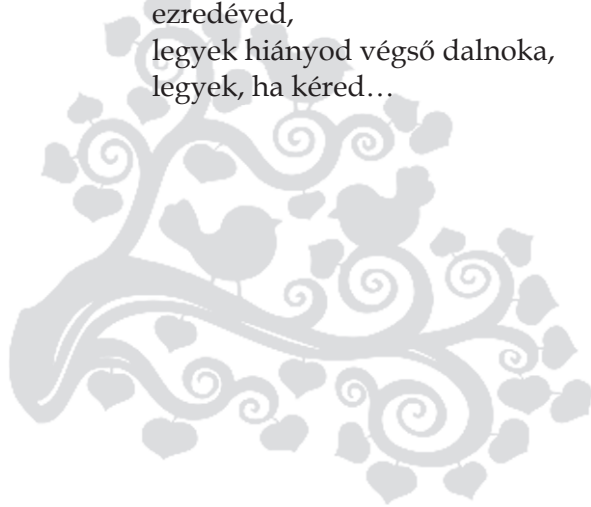 ezredéved,
legyek hiányod végső dalnoka,
legyek, ha kéred…